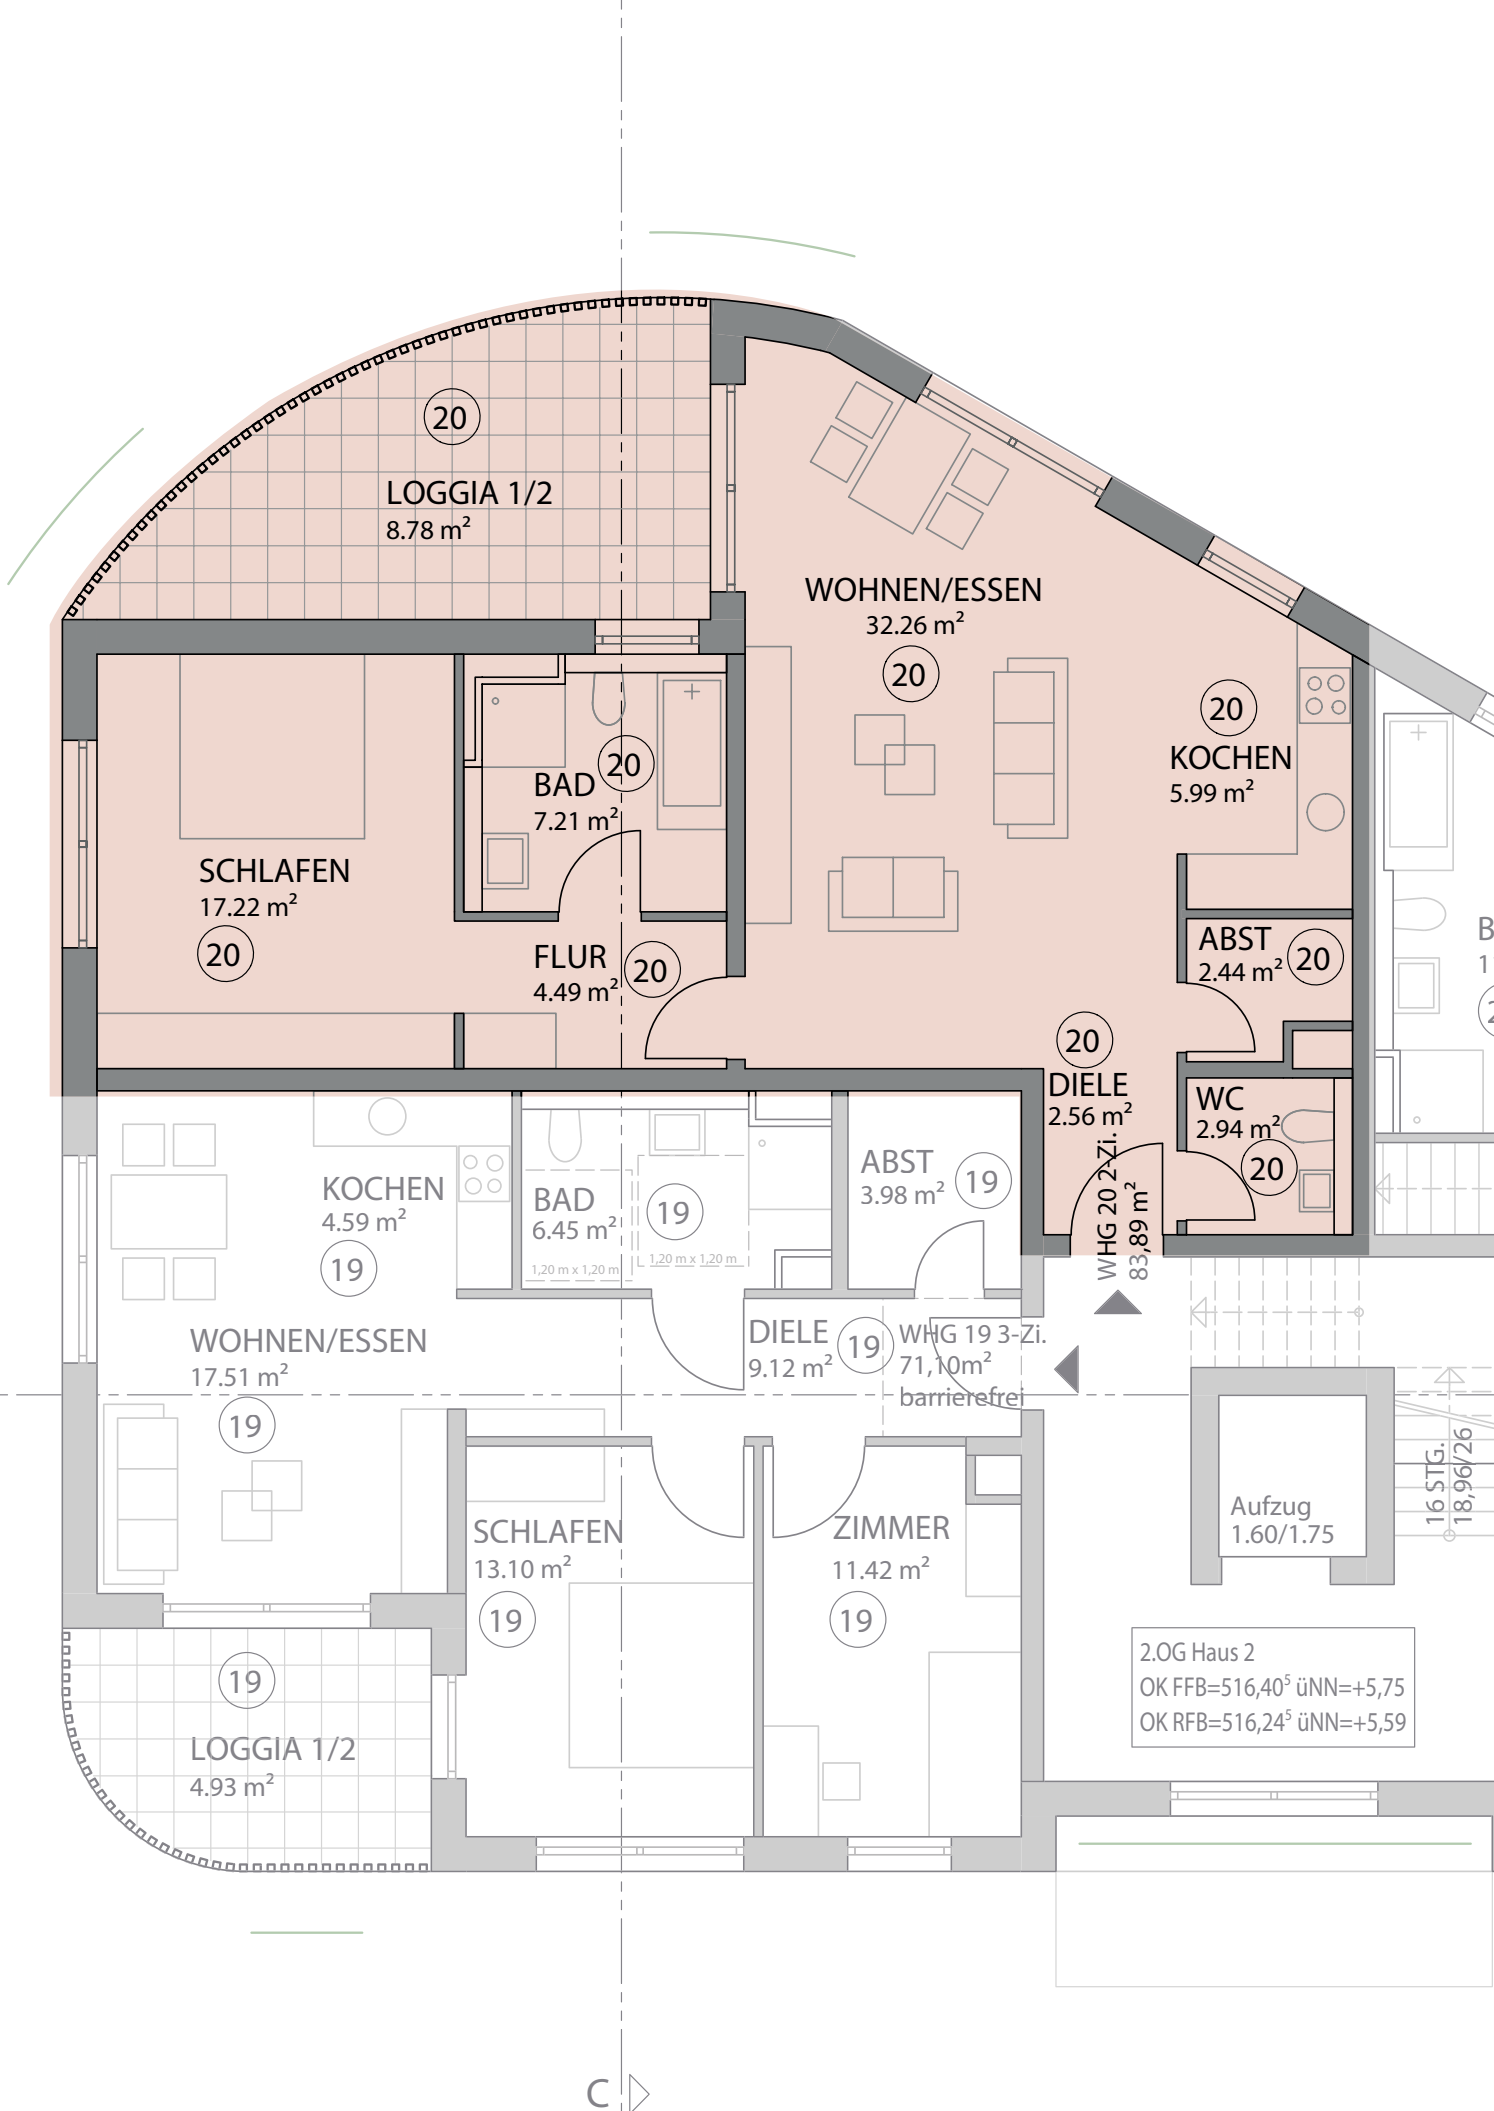 20
LOGGIA 1/2
8.78 m²
WOHNEN/ESSEN
32.26 m²
20
20
KOCHEN
5.99 m²
20
BAD
7.21 m²
SCHLAFEN
17.22 m²
20
FLUR
4.49 m²
20
ABST
2.44 m²
20
20
DIELE
2.56 m²
WC
2.94 m²
20
WHG 20 2-Zi.
83,89 m²
KOCHEN
4.59 m²
19
BAD
6.45 m²
19
1,20 m x 1,20 m
1,20 m x 1,20 m
ABST
3.98 m²
19
WOHNEN/ESSEN
17.51 m²
19
DIELE
9.12 m²
19
WHG 19 3-Zi.
71,10m²
barrierefrei
SCHLAFEN
13.10 m²
19
ZIMMER
11.42 m²
19
Aufzug
1.60/1.75
16 STG.
18,96/26
2.OG Haus 2
OK FFB=516,40⁵ üNN=+5,75
OK RFB=516,24⁵ üNN=+5,59
19
LOGGIA 1/2
4.93 m²
C